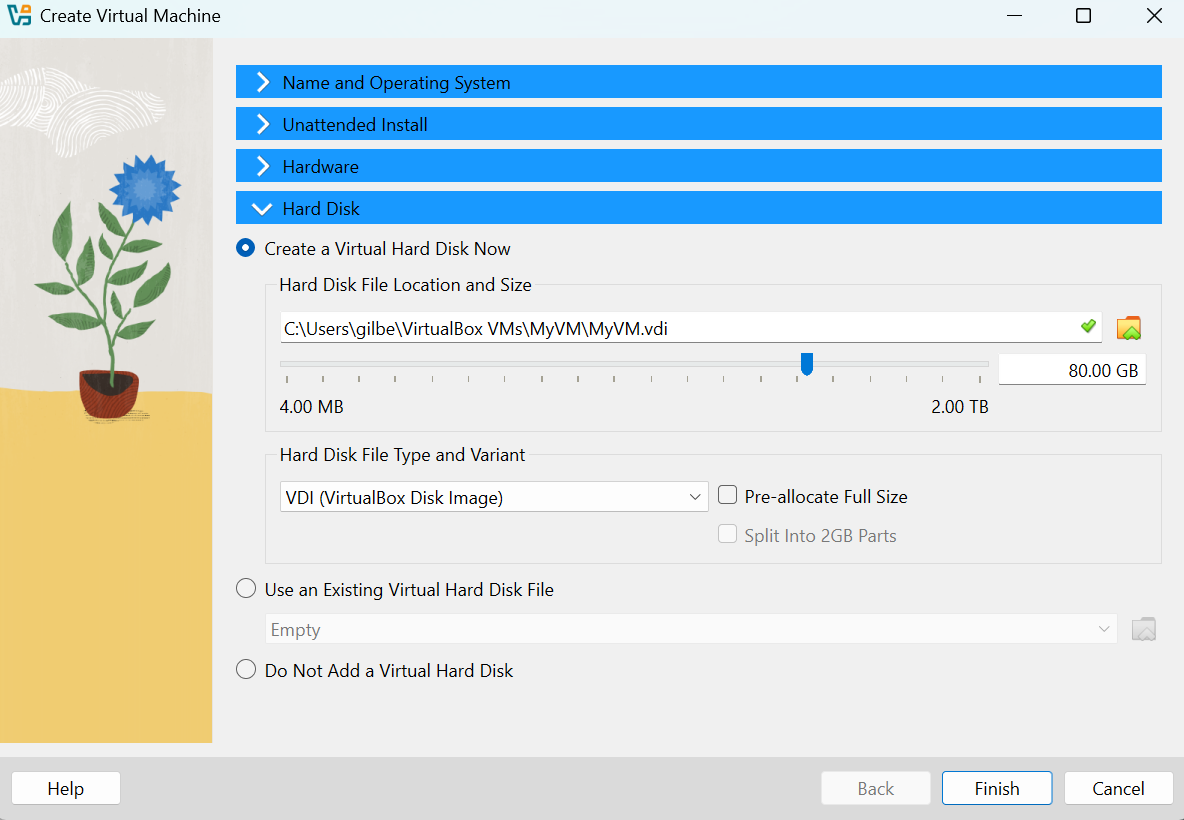 Create Virtual Machine
Name and Operating System
Unattended Install
Hardware
Hard Disk
Create a Virtual Hard Disk Now
Hard Disk File Location and Size
C:\Users\gilbe\VirtualBox VMs\MyVM\MyVM.vdi
80.00 GB
4.00 MB 2.00 TB
Hard Disk File Type and Variant
VDI (VirtualBox Disk Image) Pre-allocate Full Size
Split Into 2GB Parts
Use an Existing Virtual Hard Disk File
Empty
Do Not Add a Virtual Hard Disk
Help Back Finish Cancel